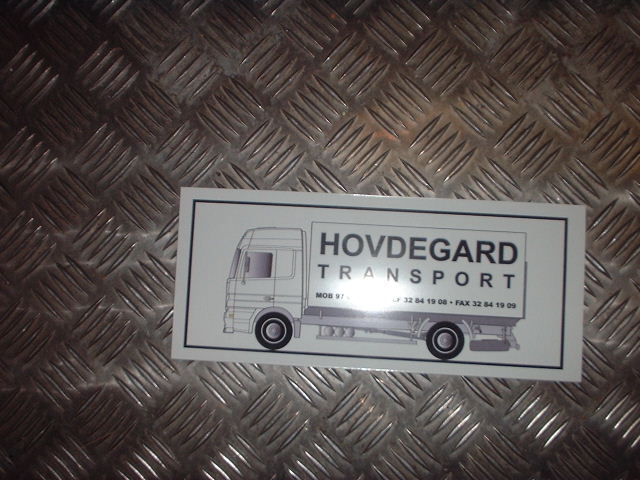 HOVDEGARD
TRANSPORT
MOB 97 32 84 19 08 • FAX 32 84 19 09